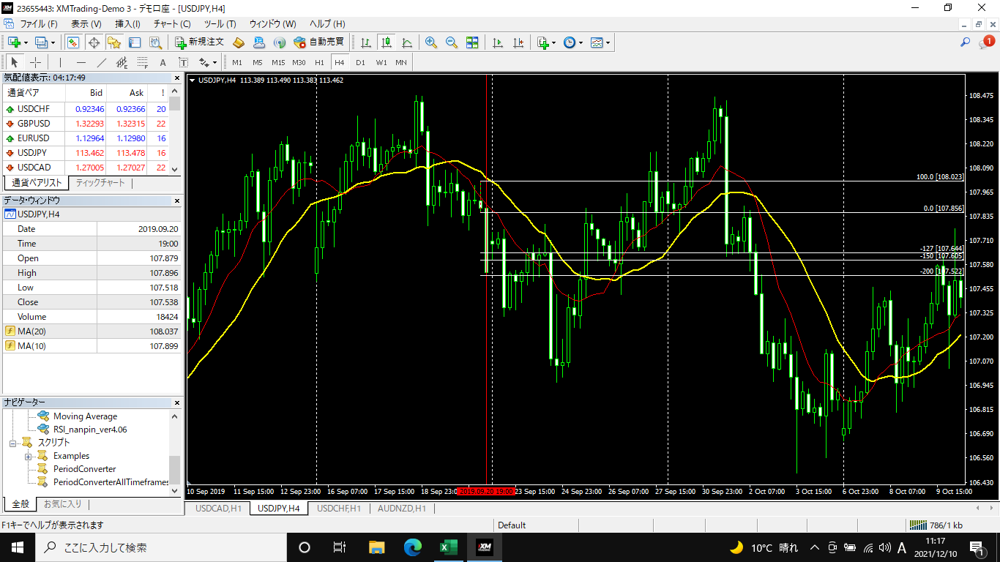 23655443: XMTrading-Demo 3 - デモ口座 - [USDJPY,H4]
ファイル (F) 表示 (V) 挿入(I) チャート (C) ツール (T) ウィンドウ (W) ヘルプ (H)
新規注文 自動売買 1
A T M1 M5 M15 M30 H1 H4 D1 W1 MN
気配値表示: 04:17:49
通貨ペア Bid Ask !
USDCHF 0.92346 0.92366 20
GBPUSD 1.32293 1.32315 22
EURUSD 1.12964 1.12980 16
USDJPY 113.462 113.478 16
USDCAD 1.27005 1.27027 22
通貨ペアリスト ティックチャート
データ・ウィンドウ
USDJPY,H4
Date 2019.09.20
Time 19:00
Open 107.879
High 107.896
Low 107.518
Close 107.538
Volume 18424
MA(20) 108.037
MA(10) 107.899
ナビゲーター
Moving Average
RSI_nanpin_ver4.06
スクリプト
Examples
PeriodConverter
PeriodConverterAllTimeframes
全般 お気に入り
USDJPY,H4 113.389 113.490 113.383 113.462
100.0 [108.023]
0.0 [107.856]
-127 [107.644]
-150 [107.605]
-200 [107.522]
108.475
108.345
108.220
108.090
107.965
107.835
107.710
107.580
107.455
107.325
107.200
107.070
106.945
106.815
106.690
106.560
106.430
10 Sep 2019 11 Sep 15:00 12 Sep 23:00 16 Sep 07:00 17 Sep 15:00 18 Sep 23:00 2019.09.20 19:00 23 Sep 15:00 24 Sep 23:00 26 Sep 07:00 27 Sep 15:00 30 Sep 23:00 2 Oct 07:00 3 Oct 15:00 6 Oct 23:00 8 Oct 07:00 9 Oct 15:00
USDCAD,H1 USDJPY,H4 USDCHF,H1 AUDNZD,H1
F1キーでヘルプが表示されます Default 786/1 kb
ここに入力して検索 XM TRADING 10°C 晴れ A 11:17
2021/12/10 1